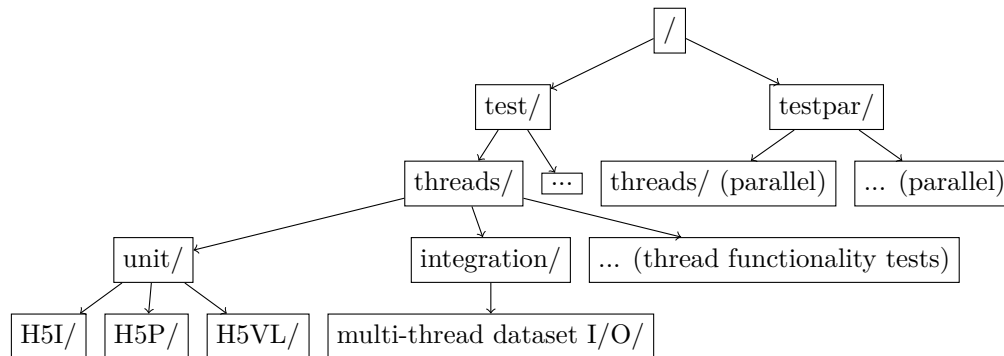 /
test/
testpar/
threads/
...
threads/ (parallel)
... (parallel)
unit/
integration/
... (thread functionality tests)
H5I/
H5P/
H5VL/
multi-thread dataset I/O/